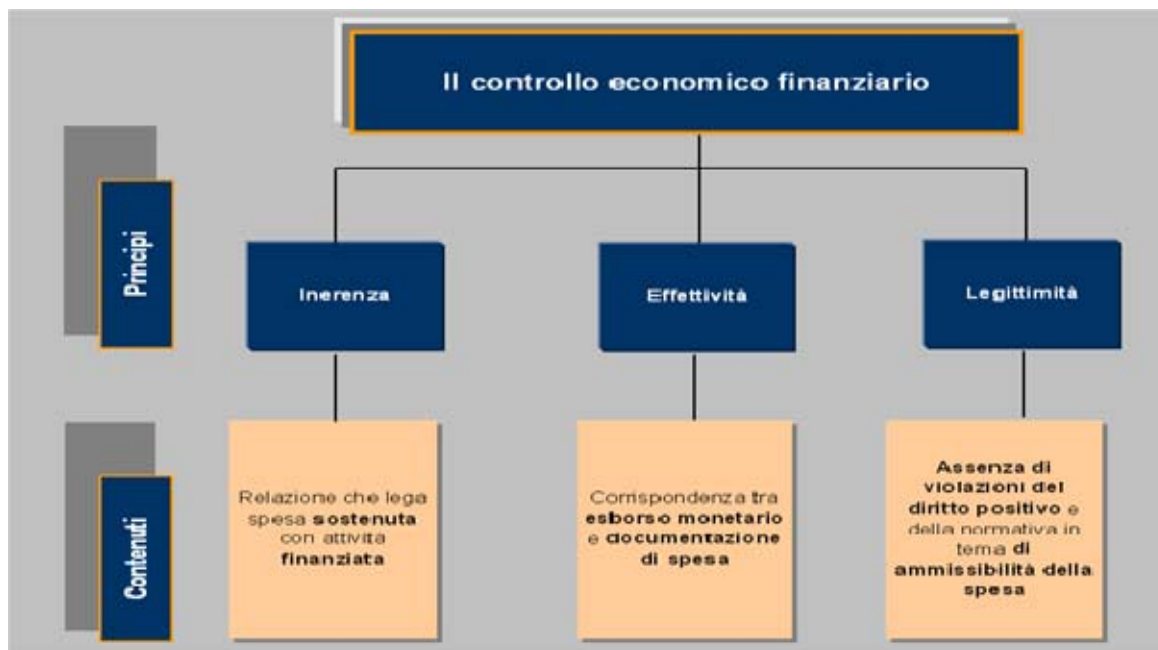 Il controllo economico finanziario
Principi
Inerenza
Effettività
Legittimità
Contenuti
Relazione che lega
spesa sostenuta
con attività
finanziata
Corrispondenza tra
esborso monetario
e documentazione
di spesa
Assenza di
violazioni del
diritto positivo e
della normativa in
tema di
ammissibilità della
spesa